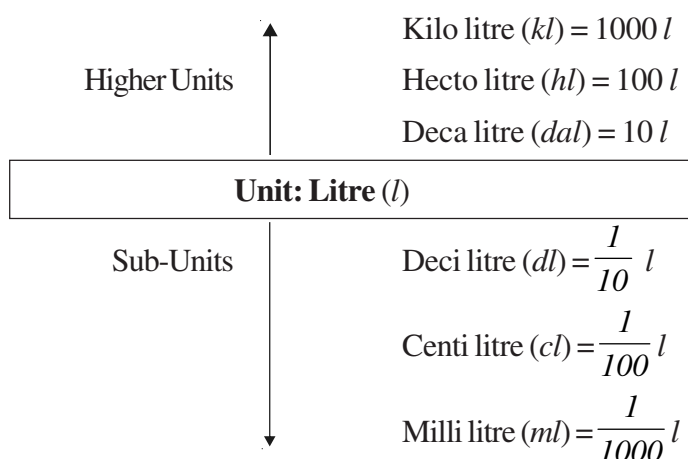 Kilo litre (kl) = 1000 l
Higher Units
Hecto litre (hl) = 100 l
Deca litre (dal) = 10 l
Unit: Litre (l)
Sub-Units
Deci litre (dl) = 1/10 l
Centi litre (cl) = 1/100 l
Milli litre (ml) = 1/1000 l